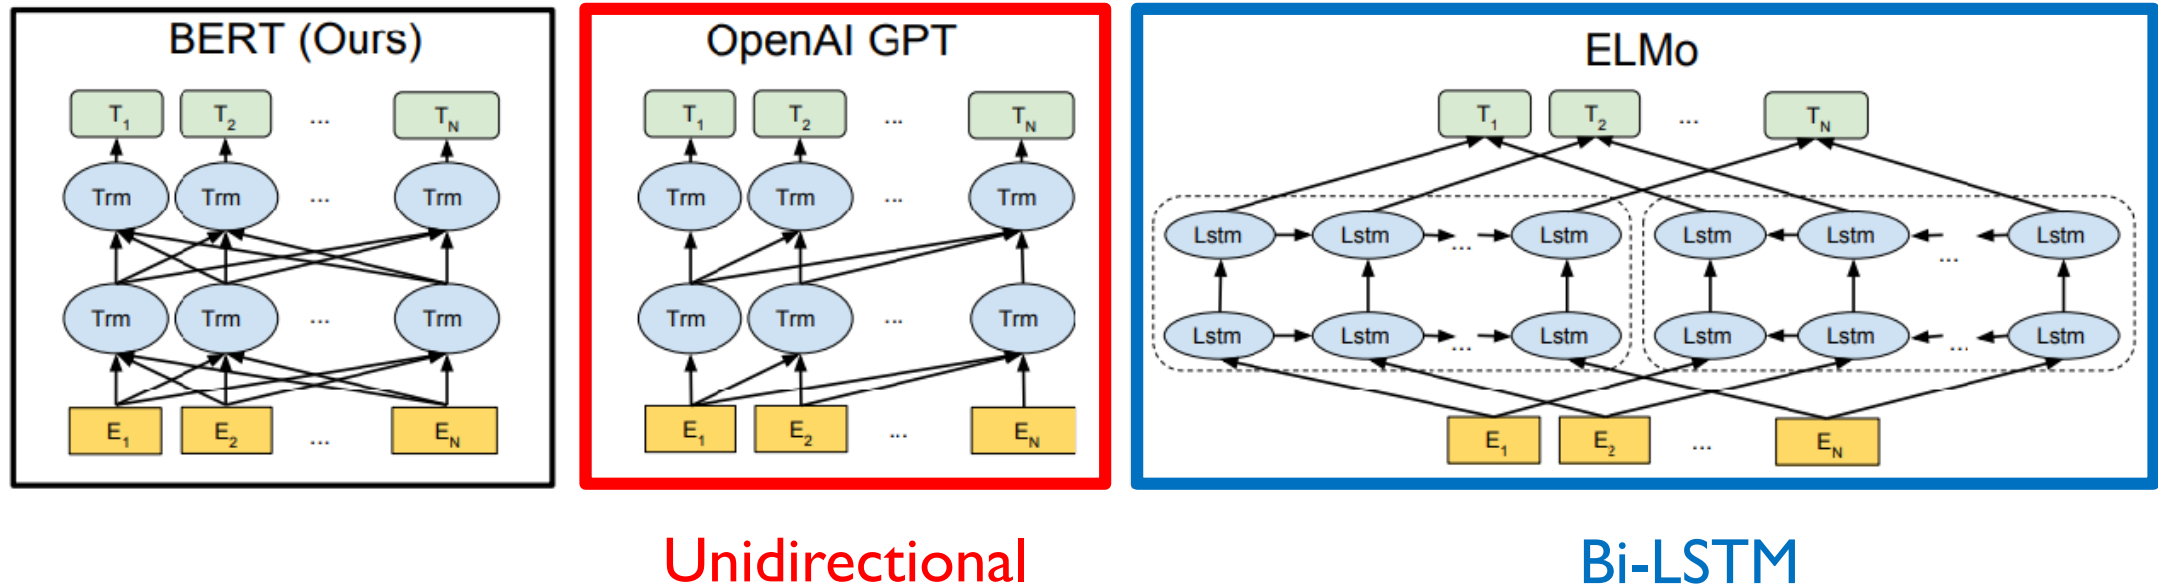 BERT (Ours)
T1 T2 ... TN
Trm Trm ... Trm
Trm Trm ... Trm
E1 E2 ... EN
OpenAI GPT
T1 T2 ... TN
Trm Trm ... Trm
Trm Trm ... Trm
E1 E2 ... EN
Unidirectional
ELMo
T1 T2 ... TN
Lstm Lstm ... Lstm Lstm Lstm ... Lstm
Lstm Lstm ... Lstm Lstm Lstm ... Lstm
E1 E2 ... EN
Bi-LSTM